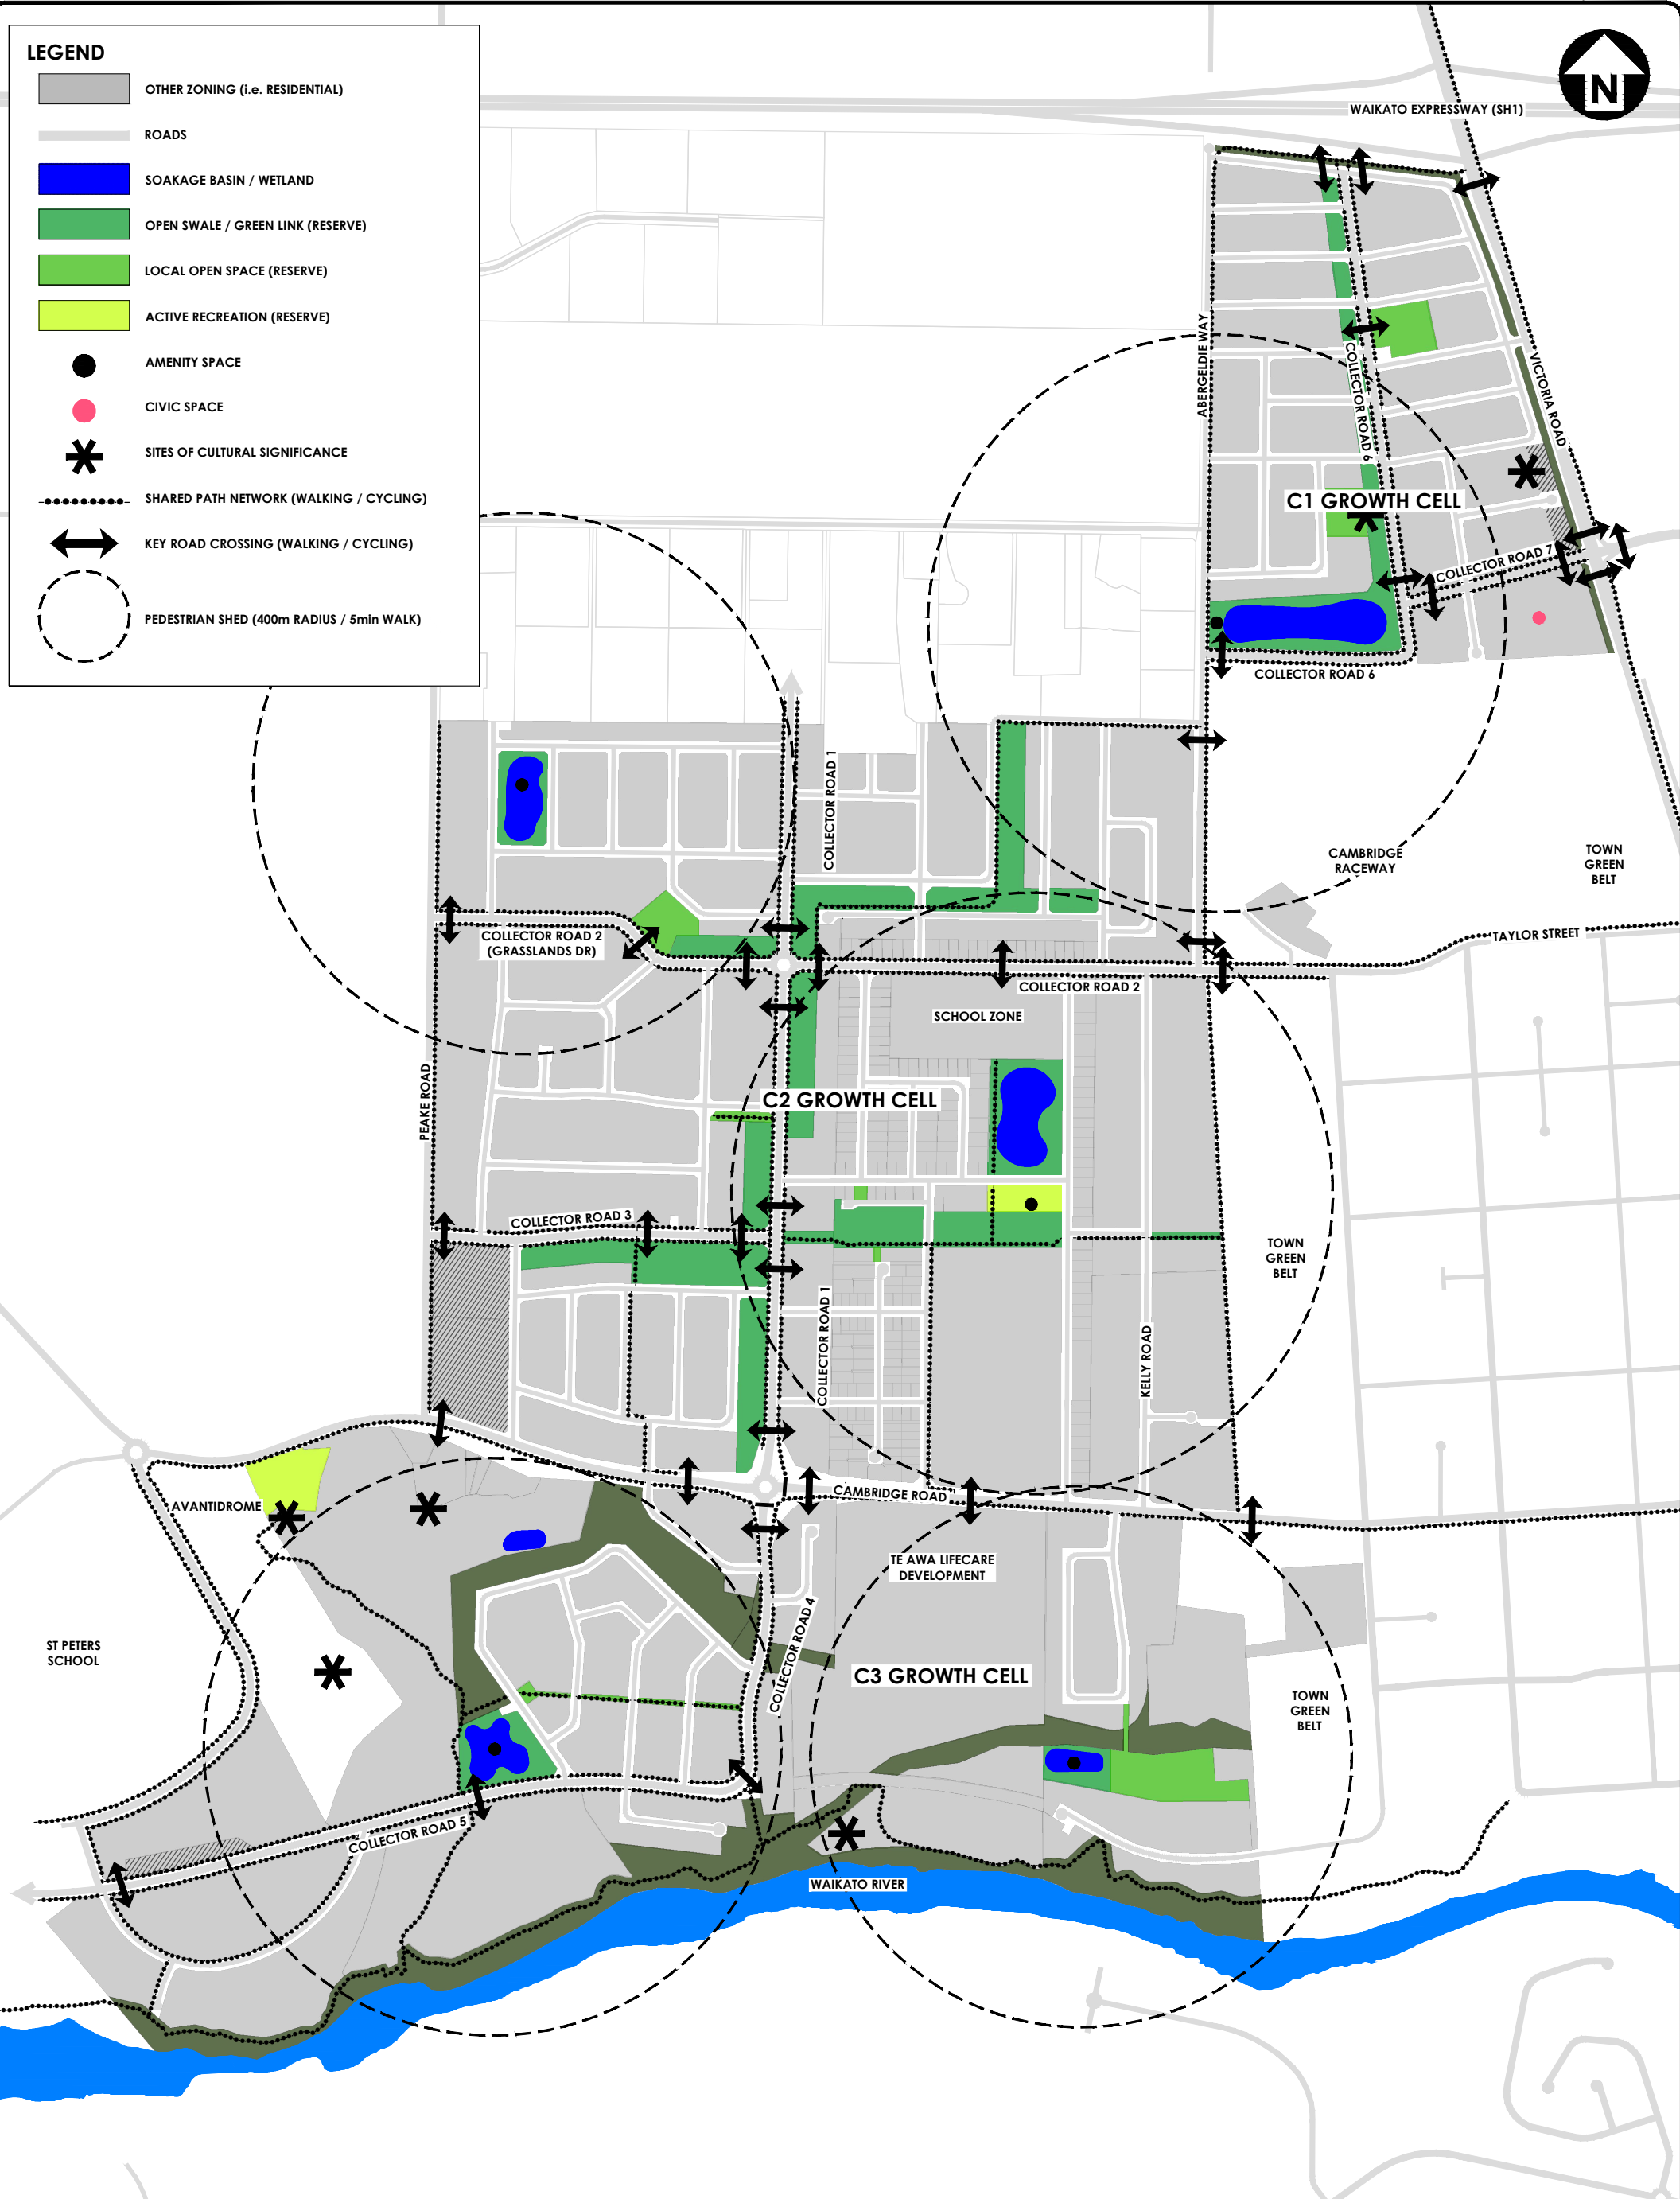 LEGEND
OTHER ZONING (i.e. RESIDENTIAL)
ROADS
SOAKAGE BASIN / WETLAND
OPEN SWALE / GREEN LINK (RESERVE)
LOCAL OPEN SPACE (RESERVE)
ACTIVE RECREATION (RESERVE)
AMENITY SPACE
CIVIC SPACE
SITES OF CULTURAL SIGNIFICANCE
SHARED PATH NETWORK (WALKING / CYCLING)
KEY ROAD CROSSING (WALKING / CYCLING)
PEDESTRIAN SHED (400m RADIUS / 5min WALK)
N
WAIKATO EXPRESSWAY (SH1)
ABERGELDIE WAY
COLLECTOR ROAD 6
VICTORIA ROAD
C1 GROWTH CELL
COLLECTOR ROAD 7
COLLECTOR ROAD 6
COLLECTOR ROAD 1
CAMBRIDGE
RACEWAY
TOWN
GREEN
BELT
COLLECTOR ROAD 2
(GRASSLANDS DR)
TAYLOR STREET
COLLECTOR ROAD 2
SCHOOL ZONE
PEAKE ROAD
C2 GROWTH CELL
COLLECTOR ROAD 3
TOWN
GREEN
BELT
COLLECTOR ROAD 1
KELLY ROAD
CAMBRIDGE ROAD
AVANTIDROME
TE AWA LIFECARE
DEVELOPMENT
ST PETERS
SCHOOL
COLLECTOR ROAD 4
C3 GROWTH CELL
TOWN
GREEN
BELT
COLLECTOR ROAD 5
WAIKATO RIVER